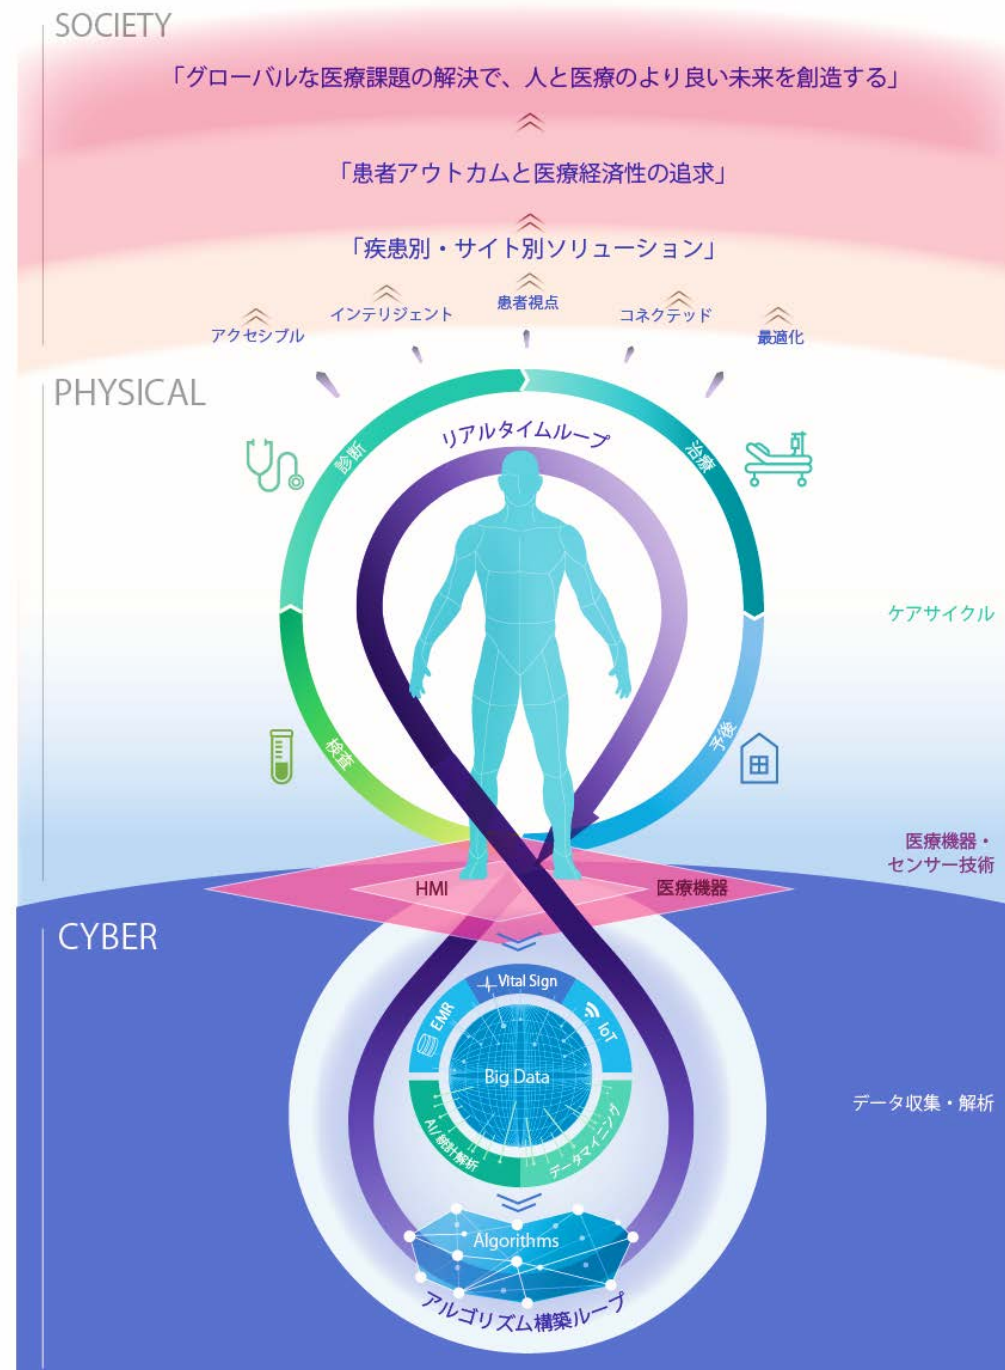 SOCIETY
「グローバルな医療課題の解決で、人と医療のより良い未来を創造する」
「患者アウトカムと医療経済性の追求」
「疾患別・サイト別ソリューション」
アクセシブル
インテリジェント
患者視点
コネクテッド
最適化
PHYSICAL
リアルタイムループ
診断
治療
ケアサイクル
検査
予後
医療機器・
センサー技術
HMI
医療機器
CYBER
Vital Sign
EMR
IoT
Big Data
データ収集・解析
AI/統計解析
データマイニング
Algorithms
アルゴリズム構築ループ